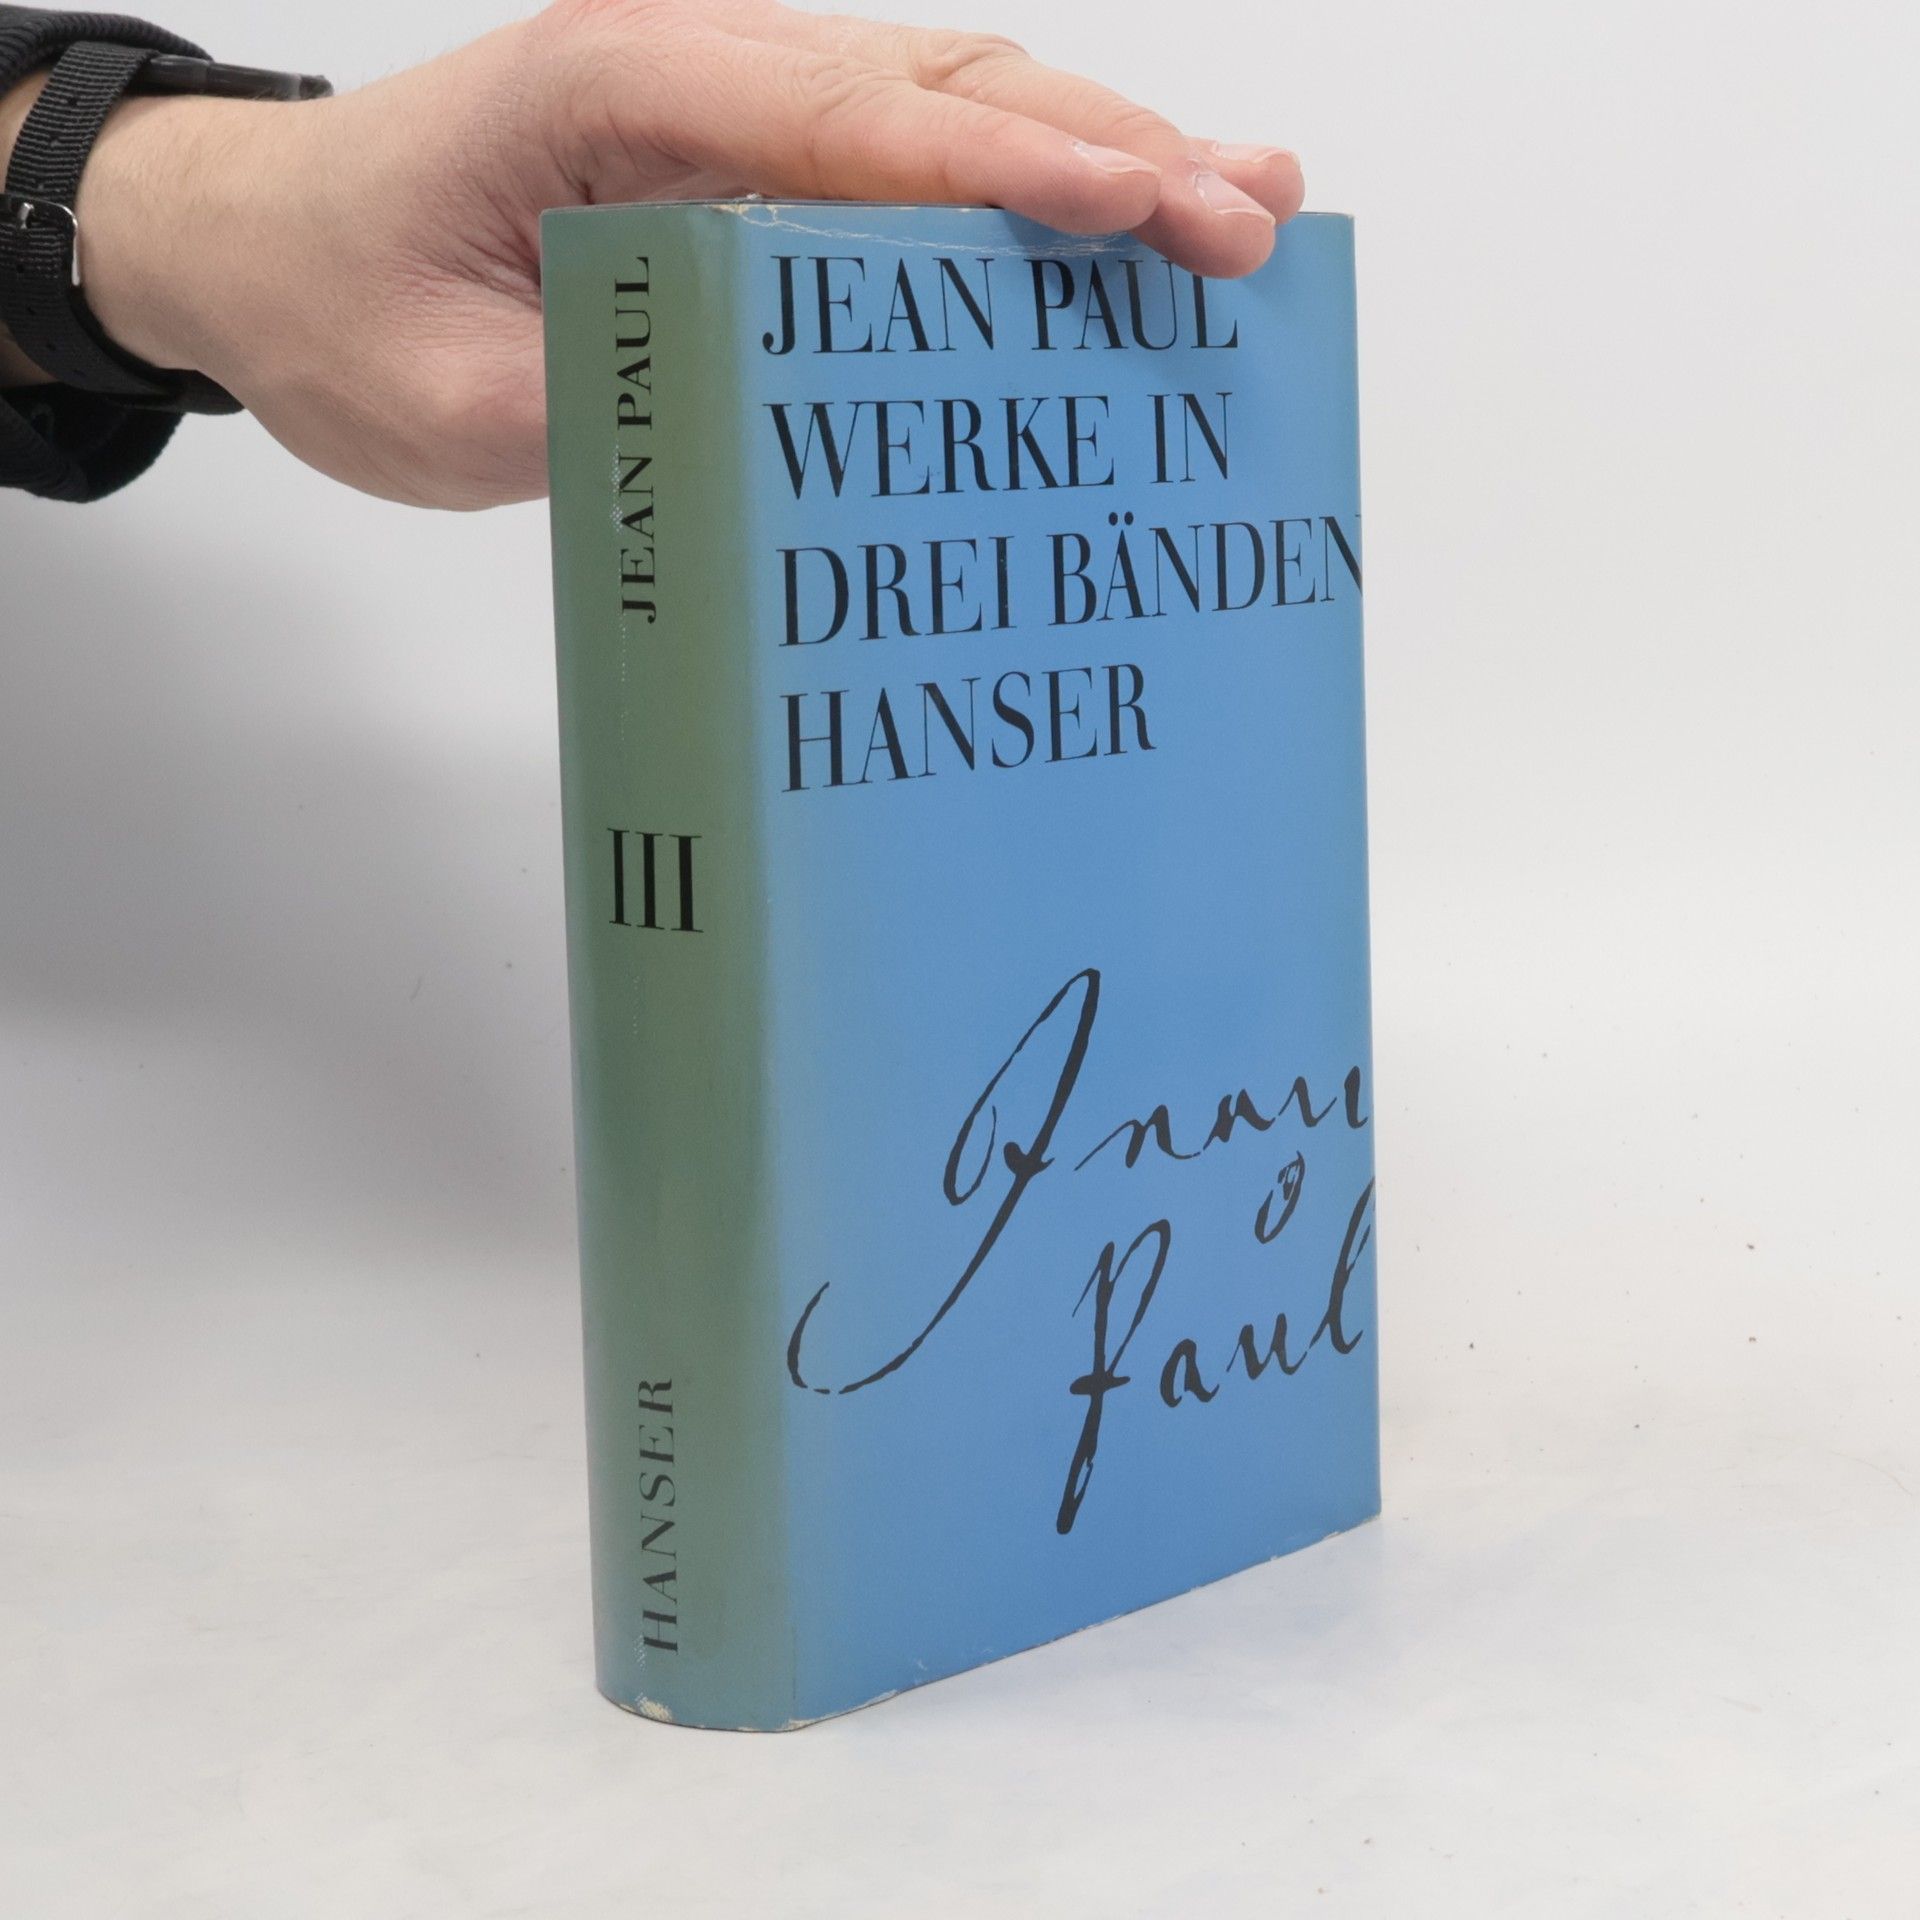 JEAN PAUL
III
HANSER
JEAN PAUL
WERKE IN
DREI BÄNDEN
HANSER
Jean
Paul